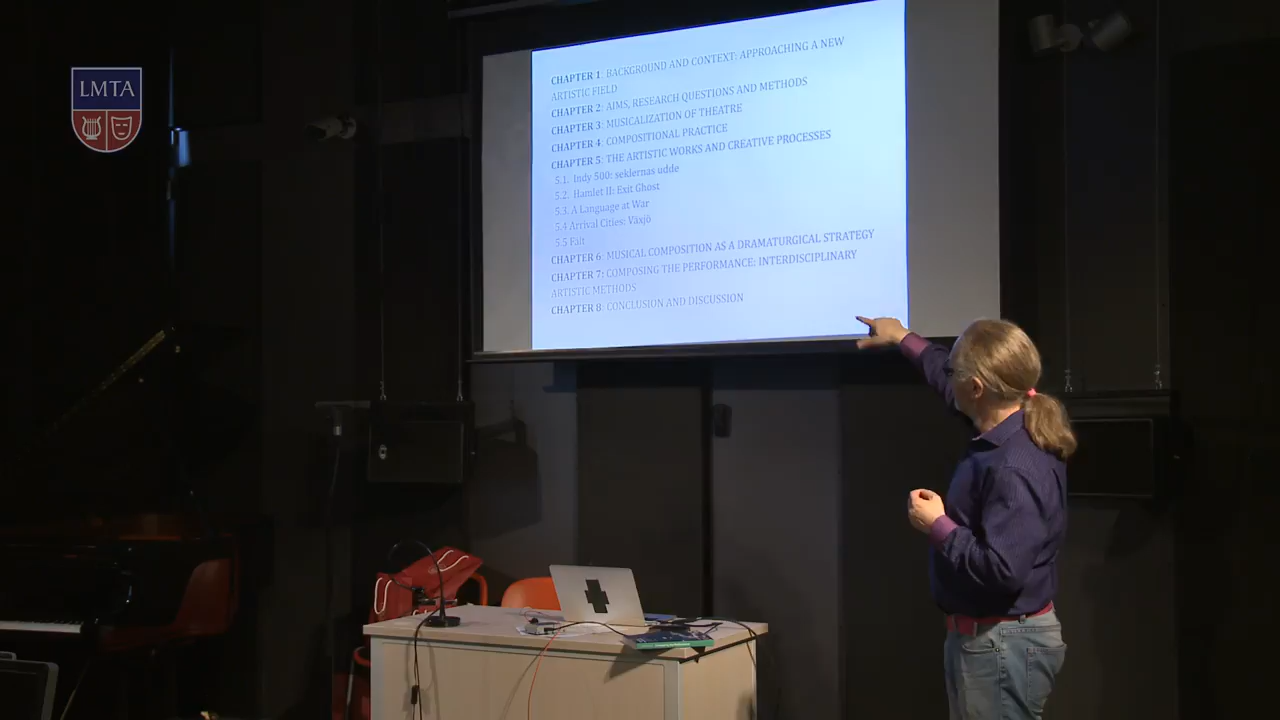 LMTA
CHAPTER 1: BACKGROUND AND CONTEXT: APPROACHING A NEW
ARTISTIC FIELD
CHAPTER 2: AIMS, RESEARCH QUESTIONS AND METHODS
CHAPTER 3: MUSICALIZATION OF THEATRE
CHAPTER 4: COMPOSITIONAL PRACTICE
CHAPTER 5: THE ARTISTIC WORKS AND CREATIVE PROCESSES
5.1. Indy 500: seklernas udde
5.2. Hamlet II: Exit Ghost
5.3. A Language at War
5.4 Arrival Cities: Växjö
5.5 Fält
CHAPTER 6: MUSICAL COMPOSITION AS A DRAMATURGICAL STRATEGY
CHAPTER 7: COMPOSING THE PERFORMANCE: INTERDISCIPLINARY
ARTISTIC METHODS
CHAPTER 8: CONCLUSION AND DISCUSSION